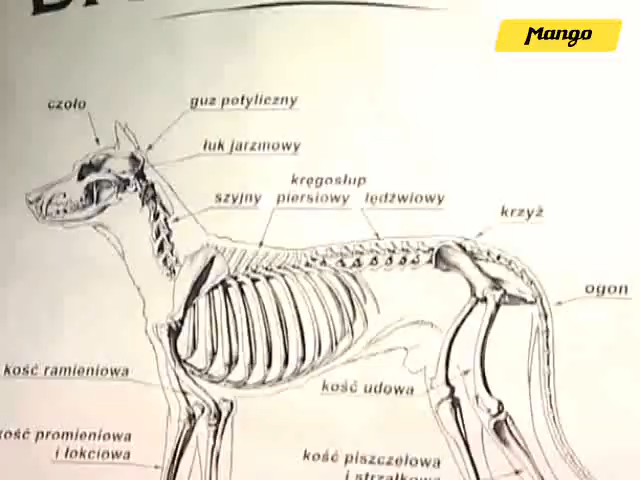 Mango
czoło
guz potyliczny
łuk jarzmowy
kręgosłup
szyjny piersiowy lędźwiowy
krzyż
ogon
kość ramieniowa
kość udowa
kość promieniowa
i łokciowa
kość piszczelowa
i strzałkowa